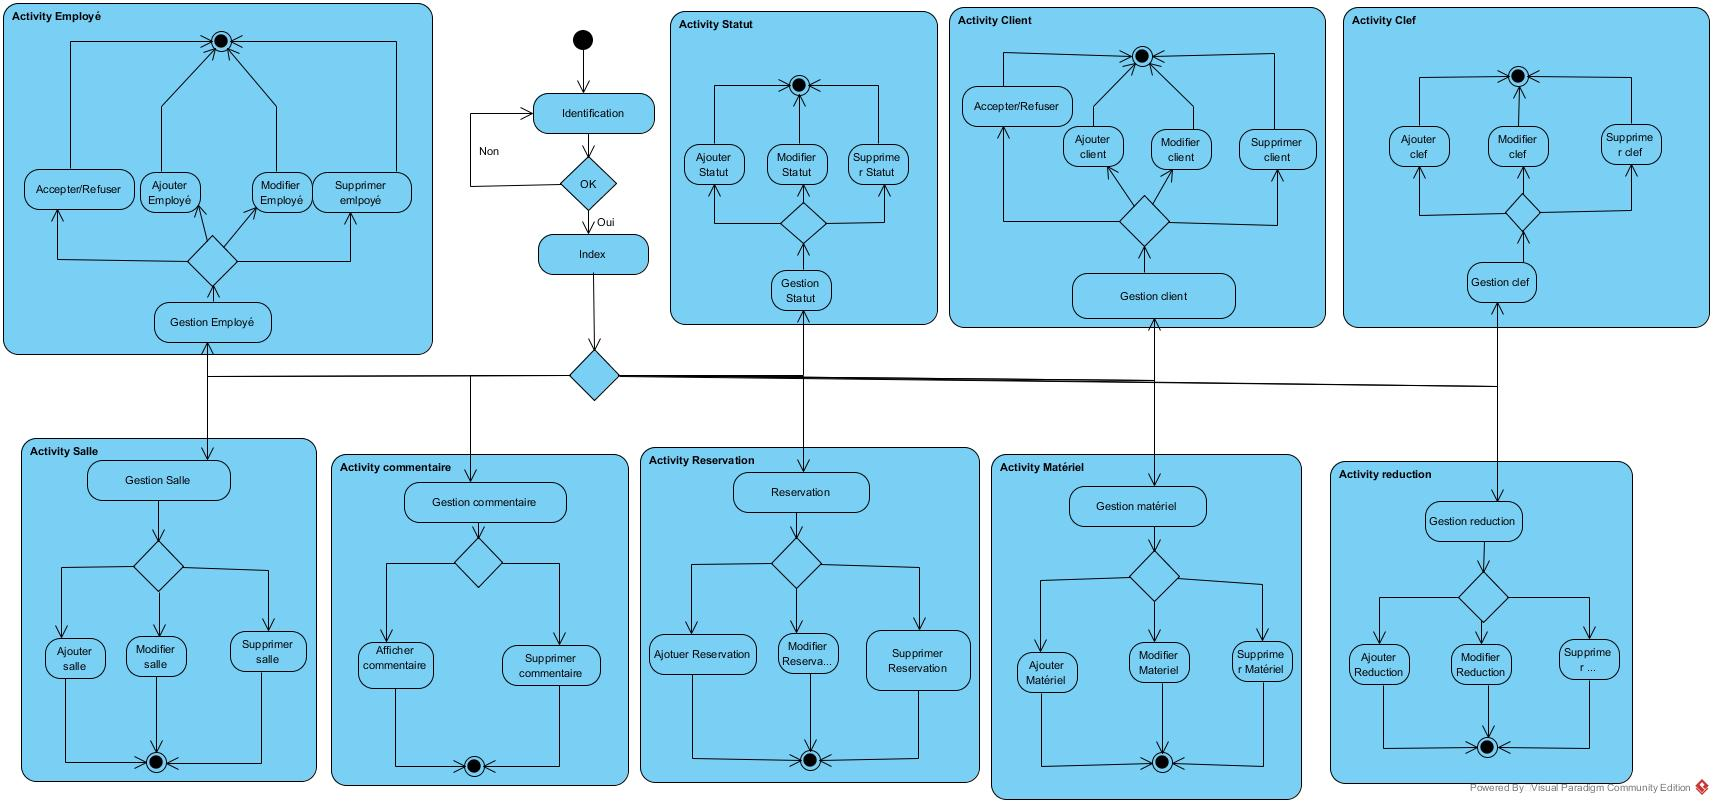 Activity Employé
Accepter/Refuser
Ajouter
Employé
Modifier
Employé
Supprimer
emlpoyé
Gestion Employé
Identification
Non
OK
Oui
Index
Activity Statut
Ajouter
Statut
Modifier
Statut
Supprime
r Statut
Gestion
Statut
Activity Client
Accepter/Refuser
Ajouter
client
Modifier
client
Supprimer
client
Gestion client
Activity Clef
Ajouter
clef
Modifier
clef
Supprime
r clef
Gestion clef
Activity Salle
Gestion Salle
Ajouter
salle
Modifier
salle
Supprimer
salle
Activity commentaire
Gestion commentaire
Afficher
commentaire
Supprimer
commentaire
Activity Reservation
Reservation
Ajotuer Reservation
Modifier
Reserva...
Supprimer
Reservation
Activity Matériel
Gestion matériel
Ajouter
Matériel
Modifier
Materiel
Supprime
r Matériel
Activity reduction
Gestion reduction
Ajouter
Reduction
Modifier
Reduction
Supprime
r ...
Powered By Visual Paradigm Community Edition